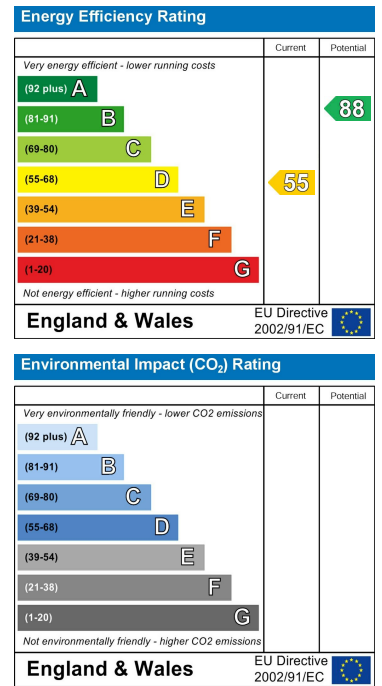 Energy Efficiency Rating
Current Potential
Very energy efficient - lower running costs
(92 plus) A
(81-91) B
88
(69-80) C
(55-68) D
55
(39-54) E
(21-38) F
(1-20) G
Not energy efficient - higher running costs
England & Wales
EU Directive
2002/91/EC
Environmental Impact (CO₂) Rating
Current Potential
Very environmentally friendly - lower CO2 emissions
(92 plus) A
(81-91) B
(69-80) C
(55-68) D
(39-54) E
(21-38) F
(1-20) G
Not environmentally friendly - higher CO2 emissions
England & Wales
EU Directive
2002/91/EC